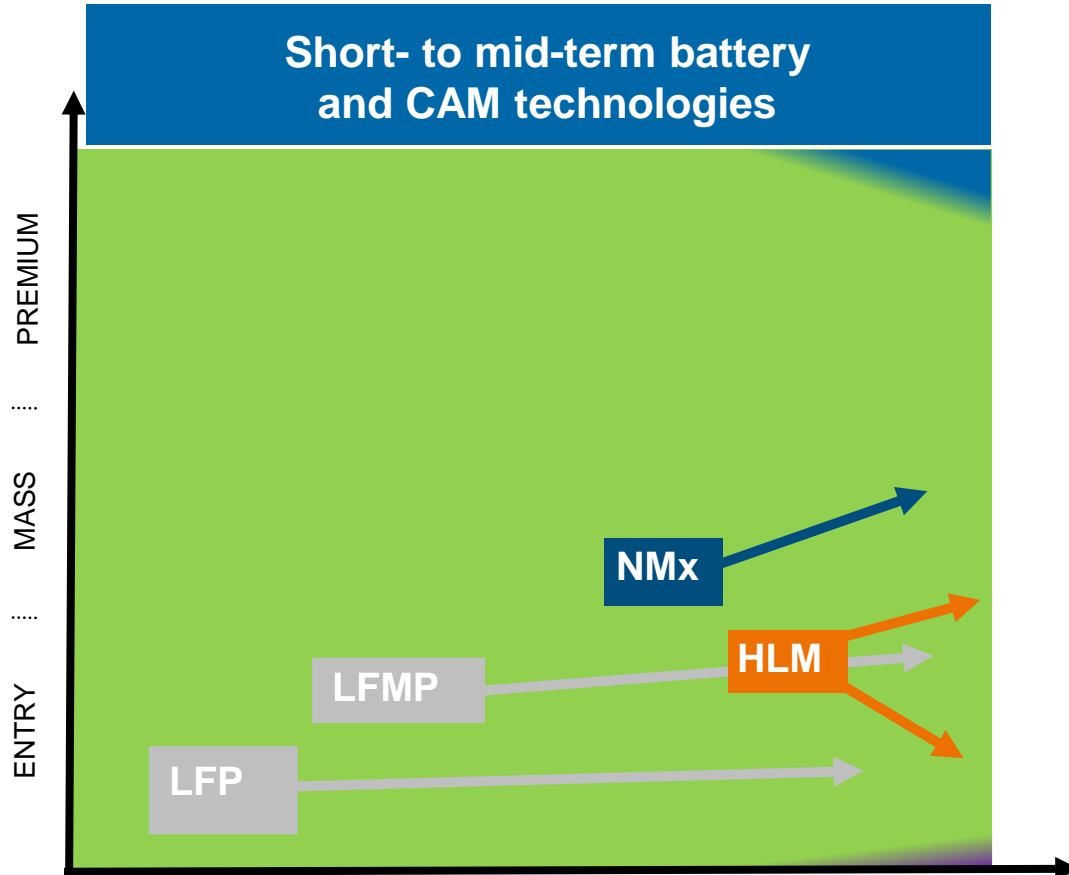 Short- to mid-term battery
and CAM technologies
PREMIUM
.....
MASS
.....
ENTRY
NMx
HLM
LFMP
LFP